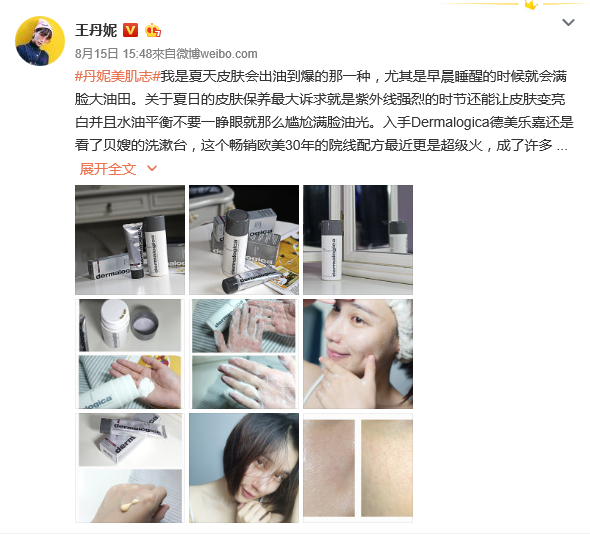 王丹妮
8月15日 15:48来自微博weibo.com
#丹妮美肌志#我是夏天皮肤会出油到爆的那一种，尤其是早晨睡醒的时候就会满
脸大油田。关于夏日的皮肤保养最大诉求就是紫外线强烈的时节还能让皮肤变亮
白并且水油平衡不要一睁眼就那么尴尬满脸油光。入手Dermalogica德美乐嘉还是
看了贝嫂的洗漱台，这个畅销欧美30年的院线配方最近更是超级火，成了许多 ...
展开全文
dermalogica